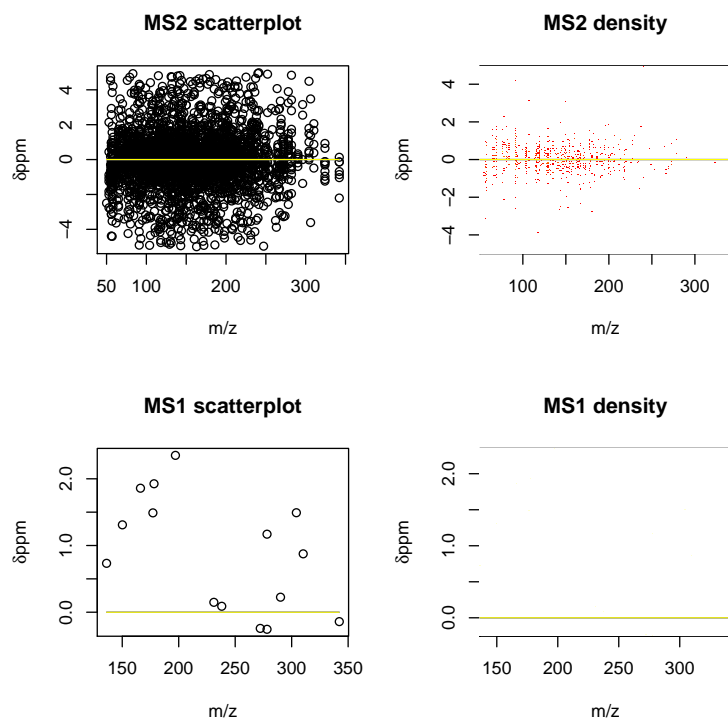 MS2 scatterplot
δppm
4
2
0
−4
50 100 200 300
m/z
MS2 density
δppm
4
2
0
−2
−4
100 200 300
m/z
MS1 scatterplot
δppm
2.0
1.0
0.0
150 200 250 300 350
m/z
MS1 density
δppm
2.0
1.0
0.0
150 200 250 300
m/z